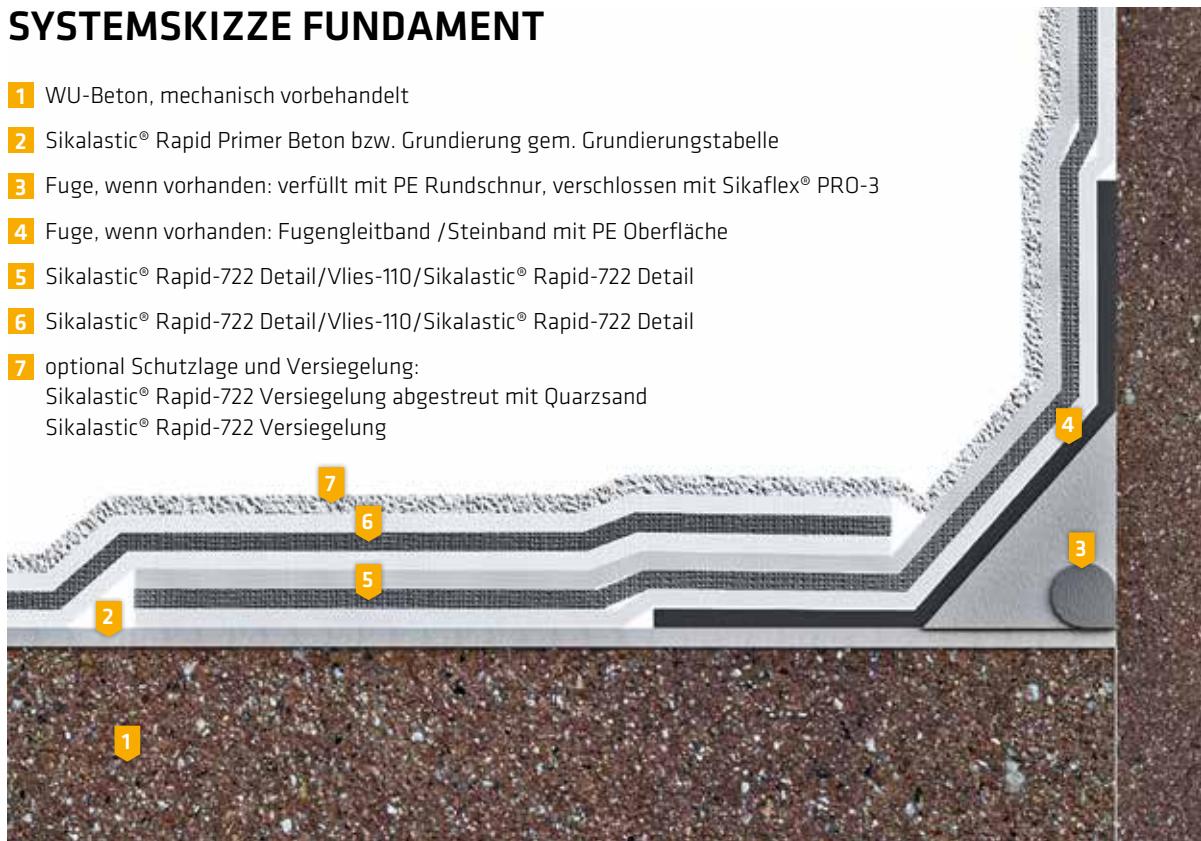 SYSTEMSKIZZE FUNDAMENT
1 WU-Beton, mechanisch vorbehandelt
2 Sikalastic® Rapid Primer Beton bzw. Grundierung gem. Grundierungstabelle
3 Fuge, wenn vorhanden: verfüllt mit PE Rundschnur, verschlossen mit Sikaflex® PRO-3
4 Fuge, wenn vorhanden: Fugengleitband /Steinband mit PE Oberfläche
5 Sikalastic® Rapid-722 Detail/Vlies-110/Sikalastic® Rapid-722 Detail
6 Sikalastic® Rapid-722 Detail/Vlies-110/Sikalastic® Rapid-722 Detail
7 optional Schutzlage und Versiegelung:
Sikalastic® Rapid-722 Versiegelung abgestreut mit Quarzsand
Sikalastic® Rapid-722 Versiegelung
4
7
6
3
5
2
1